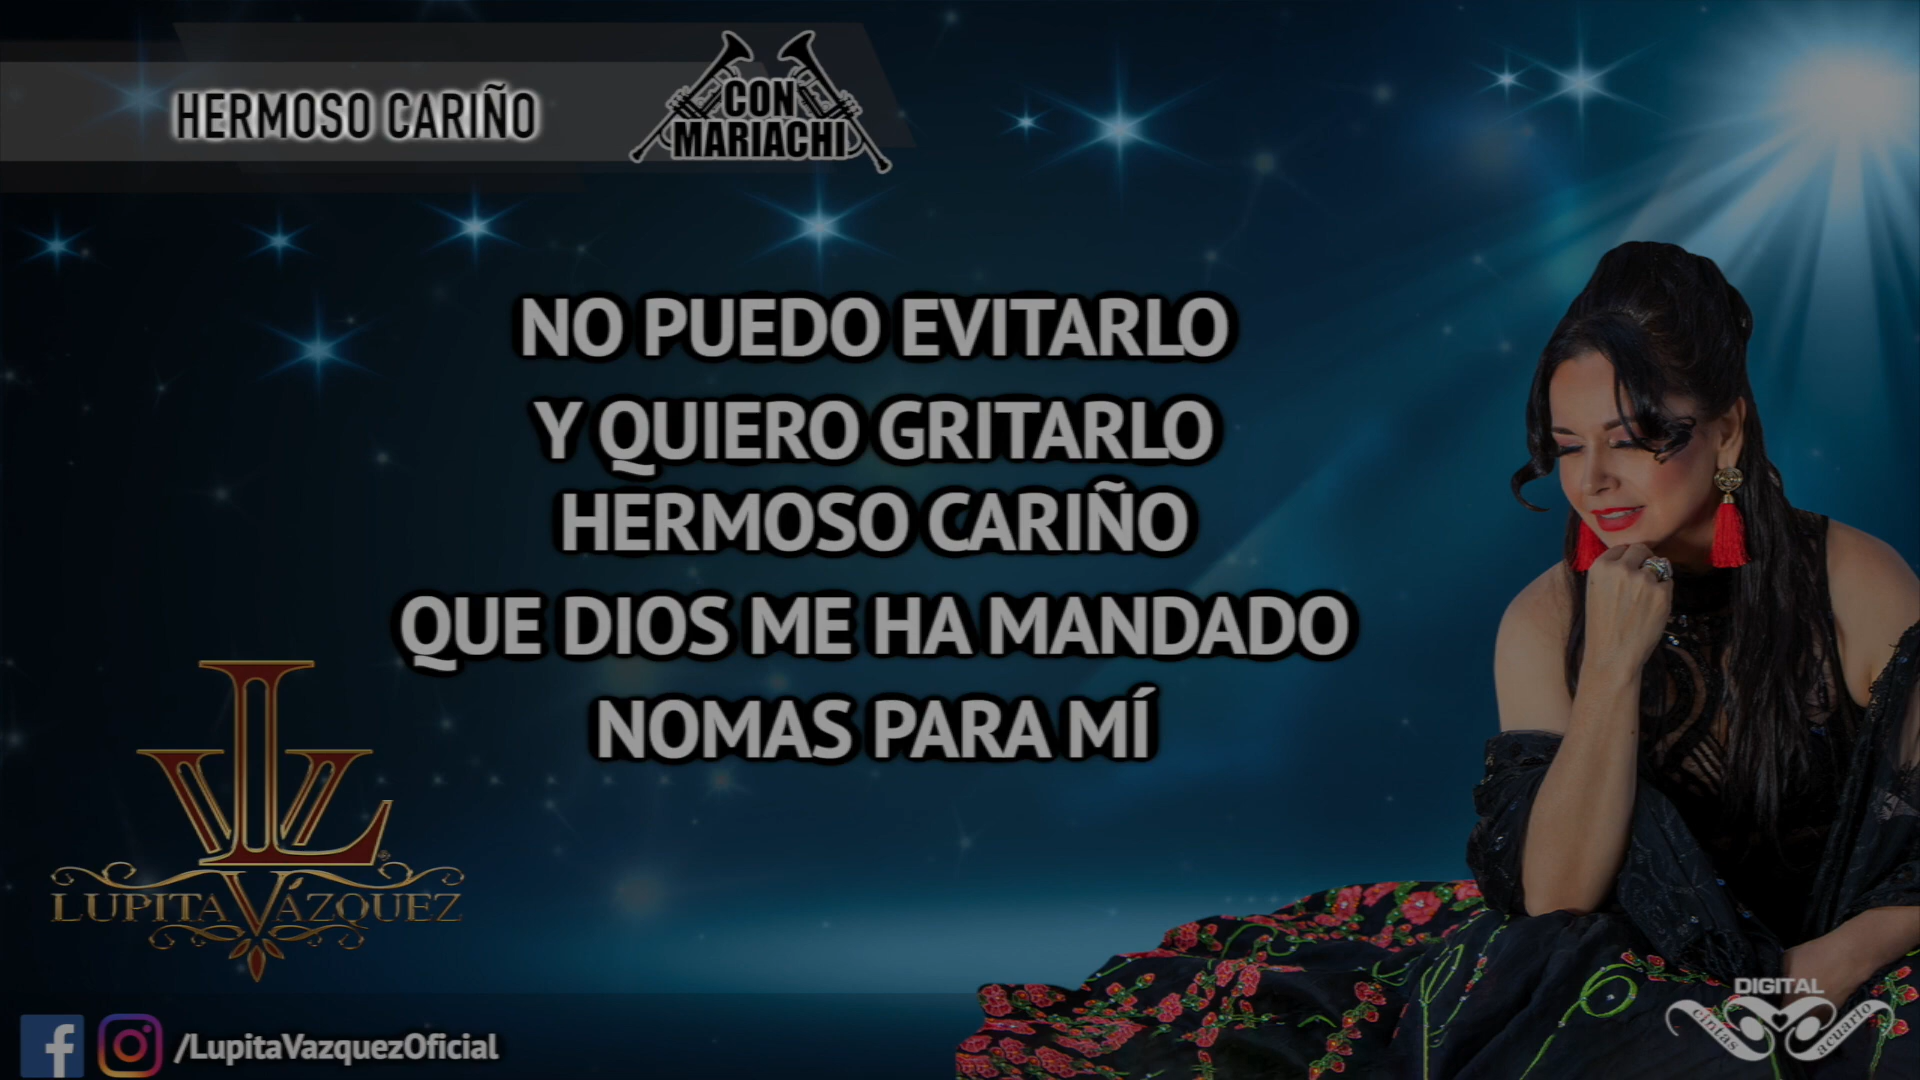 HERMOSO CARIÑO
CON
MARIACHI
NO PUEDO EVITARLO
Y QUIERO GRITARLO
HERMOSO CARIÑO
QUE DIOS ME HA MANDADO
NOMAS PARA MÍ
LV
LUPITA VÁZQUEZ
/LupitaVazquezOficial
DIGITAL
cintas acuario